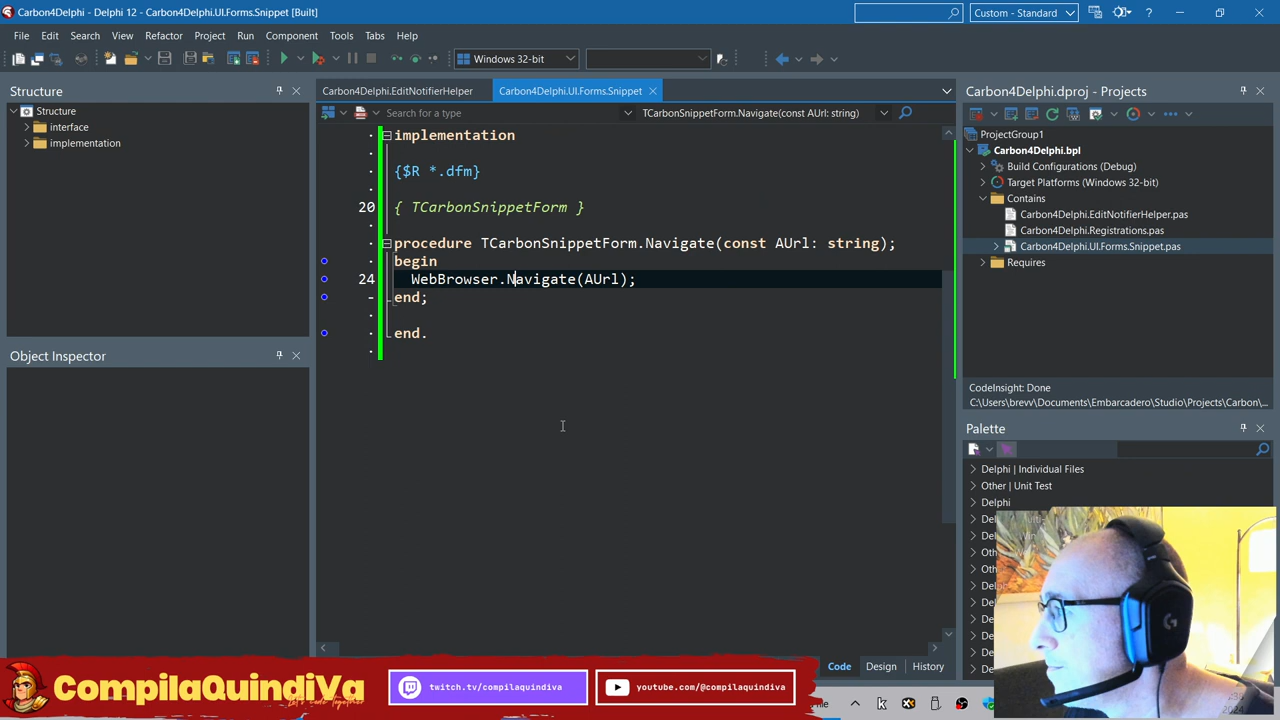 Carbon4Delphi - Delphi 12 - Carbon4Delphi.UI.Forms.Snippet [Built]
Custom - Standard
File Edit Search View Refactor Project Run Component Tools Tabs Help
Windows 32-bit
Structure
Structure
interface
implementation
Object Inspector
Carbon4Delphi.EditNotifierHelper
Carbon4Delphi.UI.Forms.Snippet
Search for a type
TCarbonSnippetForm.Navigate(const AUrl: string)
implementation
{$R *.dfm}
20
{ TCarbonSnippetForm }
procedure TCarbonSnippetForm.Navigate(const AUrl: string);
begin
24
WebBrowser.Navigate(AUrl);
end;
end.
Code Design History
Carbon4Delphi.dproj - Projects
ProjectGroup1
Carbon4Delphi.bpl
Build Configurations (Debug)
Target Platforms (Windows 32-bit)
Contains
Carbon4Delphi.EditNotifierHelper.pas
Carbon4Delphi.Registrations.pas
Carbon4Delphi.UI.Forms.Snippet.pas
Requires
CodeInsight: Done
C:\Users\brevv\Documents\Embarcadero\Studio\Projects\Carbon\...
Palette
Delphi | Individual Files
Other | Unit Test
Delphi
CompilaQuindiVa
Let's Code Together
twitch.tv/compilaquindiva
youtube.com/@compilaquindiva